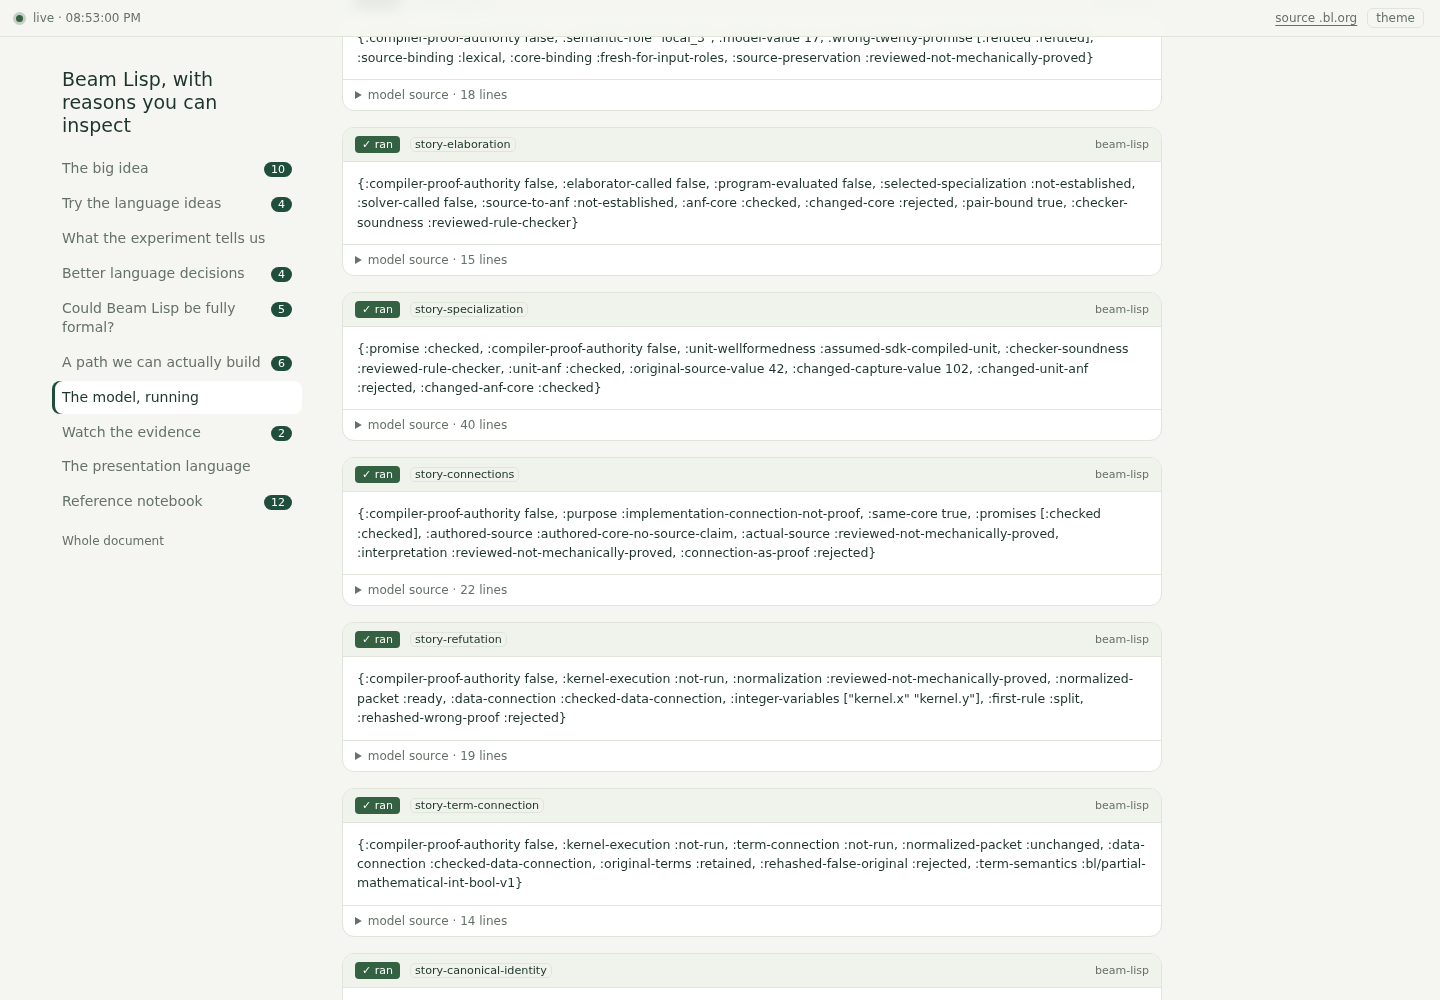 live · 08:53:00 PM
source .bl.org
theme
Beam Lisp, with
reasons you can
inspect
The big idea 10
Try the language ideas 4
What the experiment tells us
Better language decisions 4
Could Beam Lisp be fully 5
formal?
A path we can actually build 6
The model, running
Watch the evidence 2
The presentation language
Reference notebook 12
Whole document
{:compiler-proof-authority false, :semantic-role "local_3", :model-value 17, :wrong-twenty-promise [:refuted :refuted],
:source-binding :lexical, :core-binding :fresh-for-input-roles, :source-preservation :reviewed-not-mechanically-proved}
▶ model source · 18 lines
✓ ran story-elaboration beam-lisp
{:compiler-proof-authority false, :elaborator-called false, :program-evaluated false, :selected-specialization :not-established,
:solver-called false, :source-to-anf :not-established, :anf-core :checked, :changed-core :rejected, :pair-bound true, :checker-
soundness :reviewed-rule-checker}
▶ model source · 15 lines
✓ ran story-specialization beam-lisp
{:promise :checked, :compiler-proof-authority false, :unit-wellformedness :assumed-sdk-compiled-unit, :checker-soundness
:reviewed-rule-checker, :unit-anf :checked, :original-source-value 42, :changed-capture-value 102, :changed-unit-anf
:rejected, :changed-anf-core :checked}
▶ model source · 40 lines
✓ ran story-connections beam-lisp
{:compiler-proof-authority false, :purpose :implementation-connection-not-proof, :same-core true, :promises [:checked
:checked], :authored-source :authored-core-no-source-claim, :actual-source :reviewed-not-mechanically-proved,
:interpretation :reviewed-not-mechanically-proved, :connection-as-proof :rejected}
▶ model source · 22 lines
✓ ran story-refutation beam-lisp
{:compiler-proof-authority false, :kernel-execution :not-run, :normalization :reviewed-not-mechanically-proved, :normalized-
packet :ready, :data-connection :checked-data-connection, :integer-variables ["kernel.x" "kernel.y"], :first-rule :split,
:rehashed-wrong-proof :rejected}
▶ model source · 19 lines
✓ ran story-term-connection beam-lisp
{:compiler-proof-authority false, :kernel-execution :not-run, :term-connection :not-run, :normalized-packet :unchanged, :data-
connection :checked-data-connection, :original-terms :retained, :rehashed-false-original :rejected, :term-semantics :bl/partial-
mathematical-int-bool-v1}
▶ model source · 14 lines
✓ ran story-canonical-identity beam-lisp